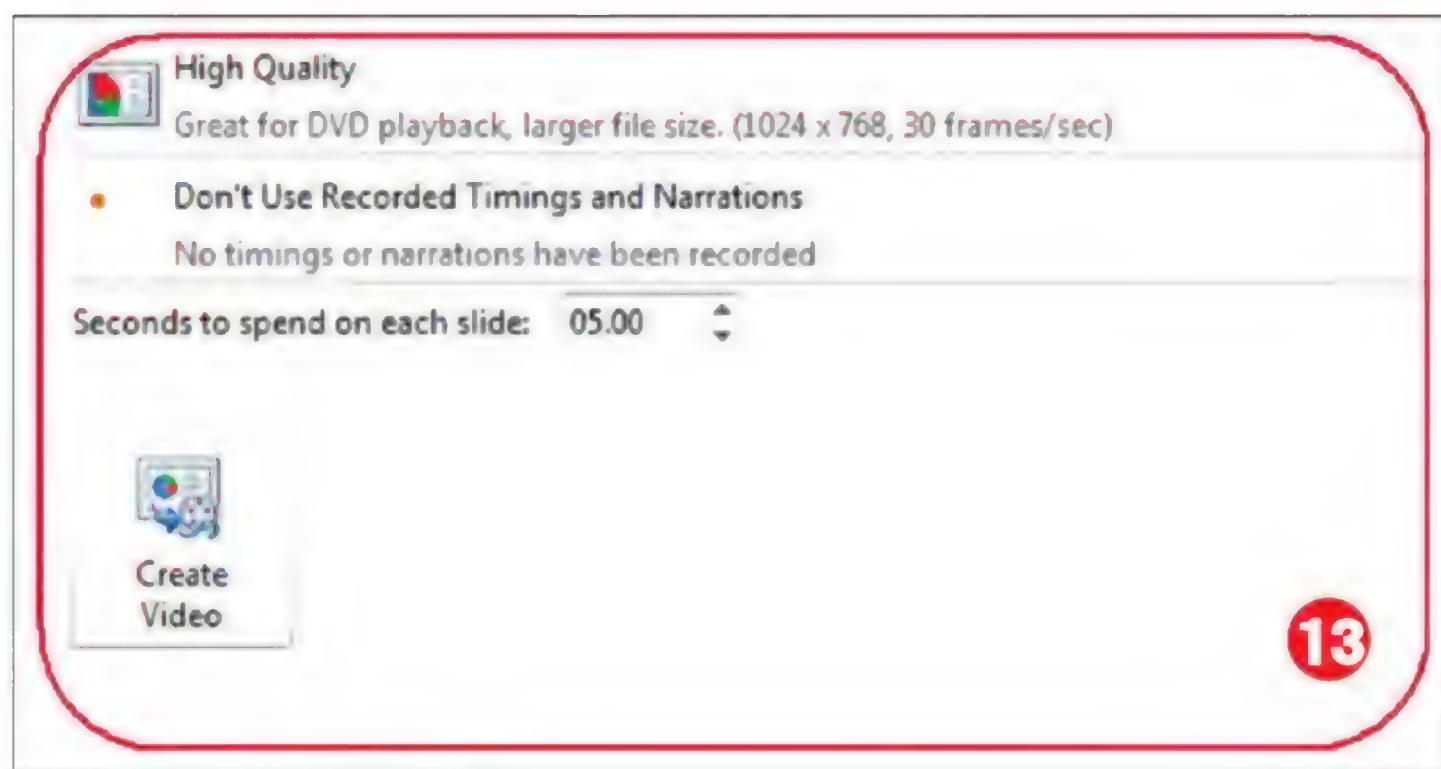 High Quality
Great for DVD playback, larger file size. (1024 x 768, 30 frames/sec)
Don't Use Recorded Timings and Narrations
No timings or narrations have been recorded
Seconds to spend on each slide: 05.00
Create
Video
13